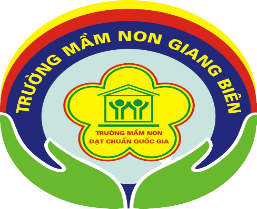 TRƯỜNG MẦM NON GIANG BIÊN
TRƯỜNG MẦM NON
ĐẠT CHUẨN QUỐC GIA